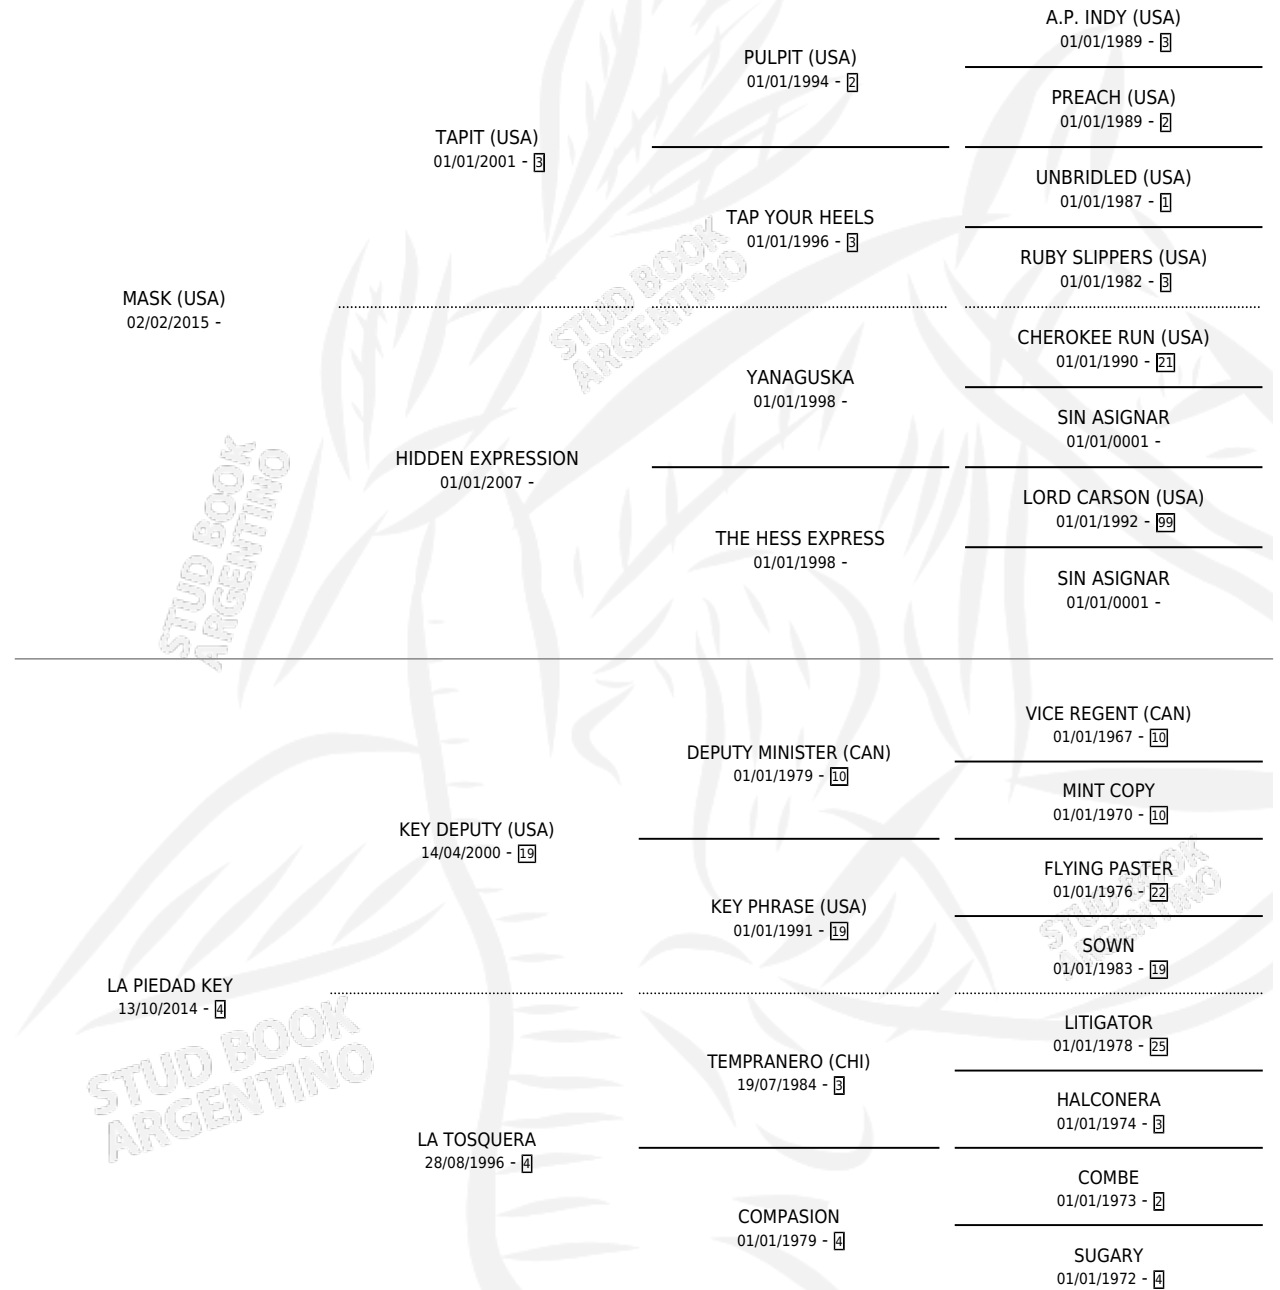 A.P. INDY (USA)
01/01/1989 - 3
PULPIT (USA)
01/01/1994 - 2
PREACH (USA)
01/01/1989 - 2
TAPIT (USA)
01/01/2001 - 3
UNBRIDLED (USA)
01/01/1987 - 1
TAP YOUR HEELS
01/01/1996 - 3
RUBY SLIPPERS (USA)
01/01/1982 - 3
MASK (USA)
02/02/2015 -
CHEROKEE RUN (USA)
01/01/1990 - 21
YANAGUSKA
01/01/1998 -
SIN ASIGNAR
01/01/0001 -
HIDDEN EXPRESSION
01/01/2007 -
LORD CARSON (USA)
01/01/1992 - 99
THE HESS EXPRESS
01/01/1998 -
SIN ASIGNAR
01/01/0001 -
VICE REGENT (CAN)
01/01/1967 - 10
DEPUTY MINISTER (CAN)
01/01/1979 - 10
MINT COPY
01/01/1970 - 10
KEY DEPUTY (USA)
14/04/2000 - 19
FLYING PASTER
01/01/1976 - 22
KEY PHRASE (USA)
01/01/1991 - 19
SOWN
01/01/1983 - 19
LA PIEDAD KEY
13/10/2014 - 4
LITIGATOR
01/01/1978 - 25
TEMPRANERO (CHI)
19/07/1984 - 3
HALCONERA
01/01/1974 - 3
LA TOSQUERA
28/08/1996 - 4
COMBE
01/01/1973 - 2
COMPASION
01/01/1979 - 4
SUGARY
01/01/1972 - 4
STUD BOOK
ARGENTINO
STUD BOOK
ARGENTINO
STUD BOOK
ARGENTINO
STUD BOOK
ARGENTINO